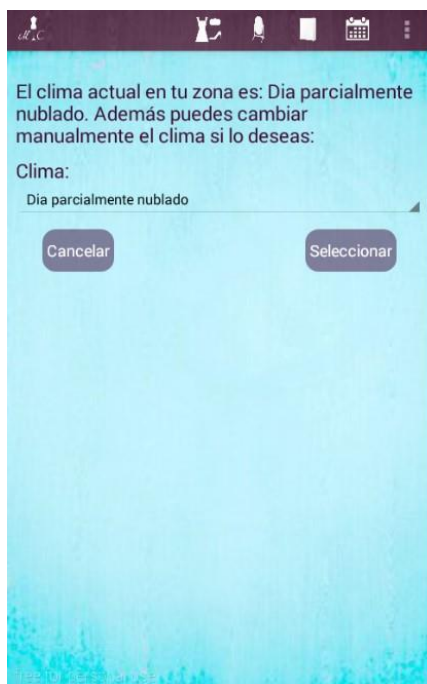 El clima actual en tu zona es: Dia parcialmente
nublado. Además puedes cambiar
manualmente el clima si lo deseas:
Clima:
Dia parcialmente nublado
Cancelar
Seleccionar